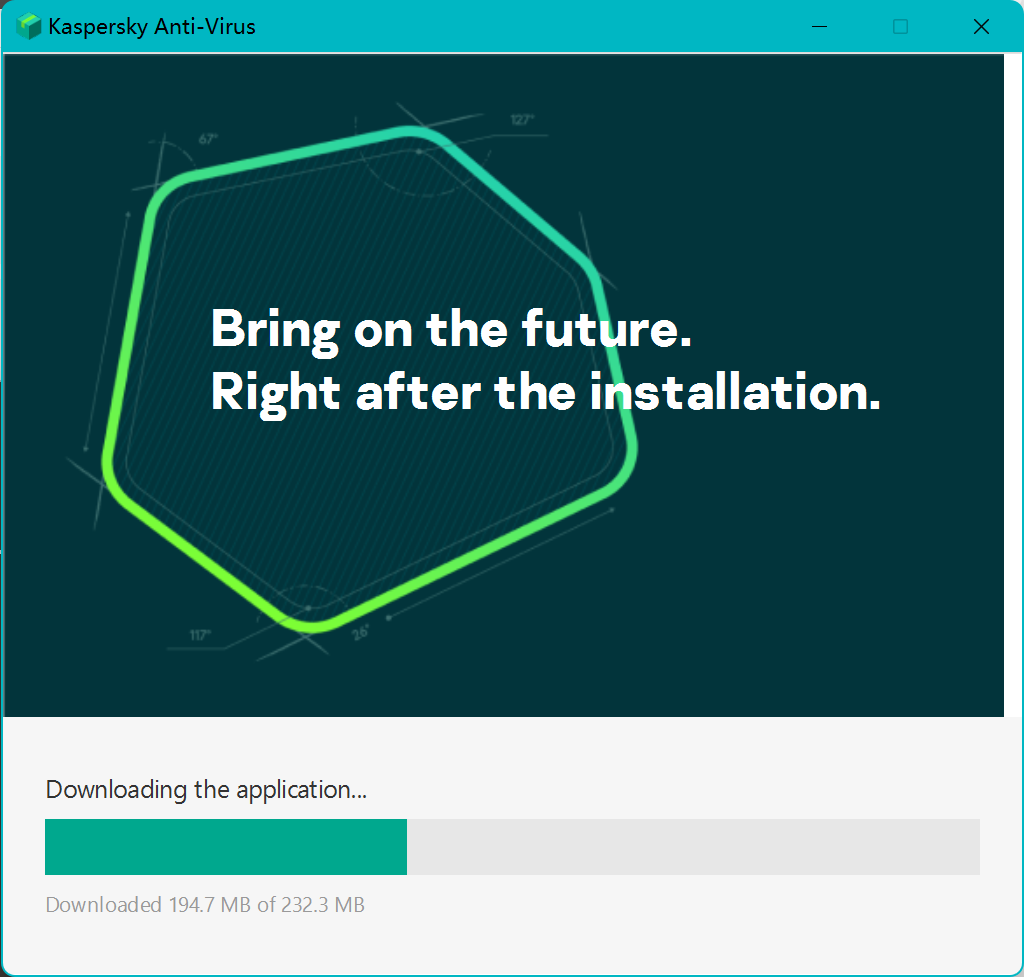 Kaspersky Anti-Virus
67°
127°
Bring on the future.
Right after the installation.
117°
26°
Downloading the application...
Downloaded 194.7 MB of 232.3 MB